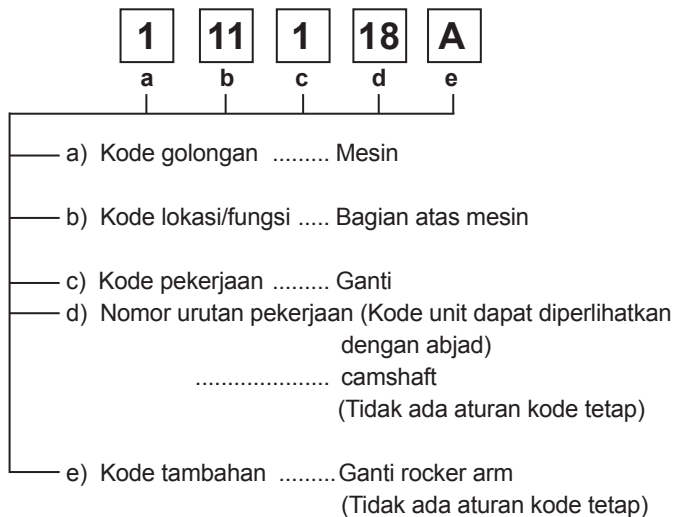 1 11 1 18 A
a b c d e
a) Kode golongan ......... Mesin
b) Kode lokasi/fungsi ..... Bagian atas mesin
c) Kode pekerjaan ......... Ganti
d) Nomor urutan pekerjaan (Kode unit dapat diperlihatkan
dengan abjad)
..................... camshaft
(Tidak ada aturan kode tetap)
e) Kode tambahan ......... Ganti rocker arm
(Tidak ada aturan kode tetap)